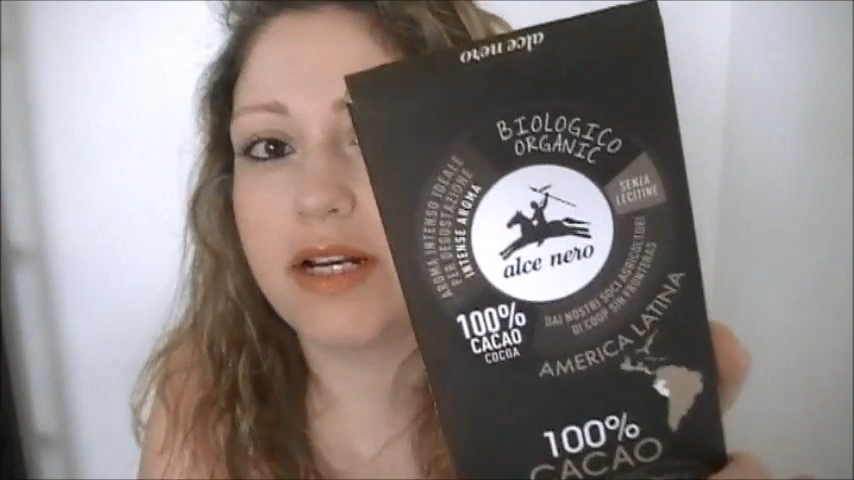 alce nero
BIOLOGICO
ORGANIC
SENZA
LECITINE
AROMA INTENSO IDEALE
PER DEGUSTAZIONE
INTENSE AROMA
alce nero
DAI NOSTRI SOCI AGRICOLTORI
DI COOP SIN FRONTERAS
100%
CACAO
COCOA
AMERICA LATINA
100%
CACAO